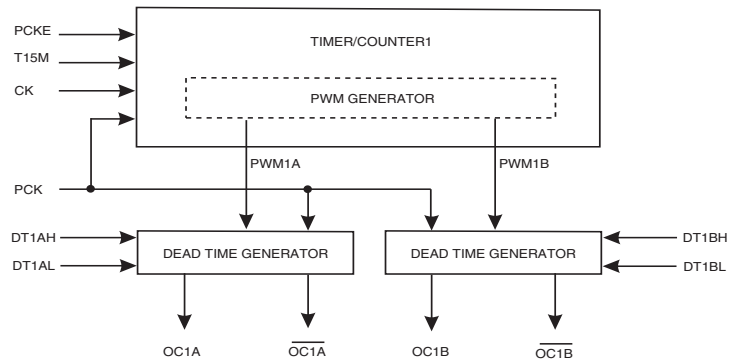 PCKE
TIMER/COUNTER1
T15M
CK
PWM GENERATOR
PWM1A
PWM1B
PCK
DT1AH
DT1BH
DEAD TIME GENERATOR
DEAD TIME GENERATOR
DT1AL
DT1BL
OC1A
OC1A
OC1B
OC1B